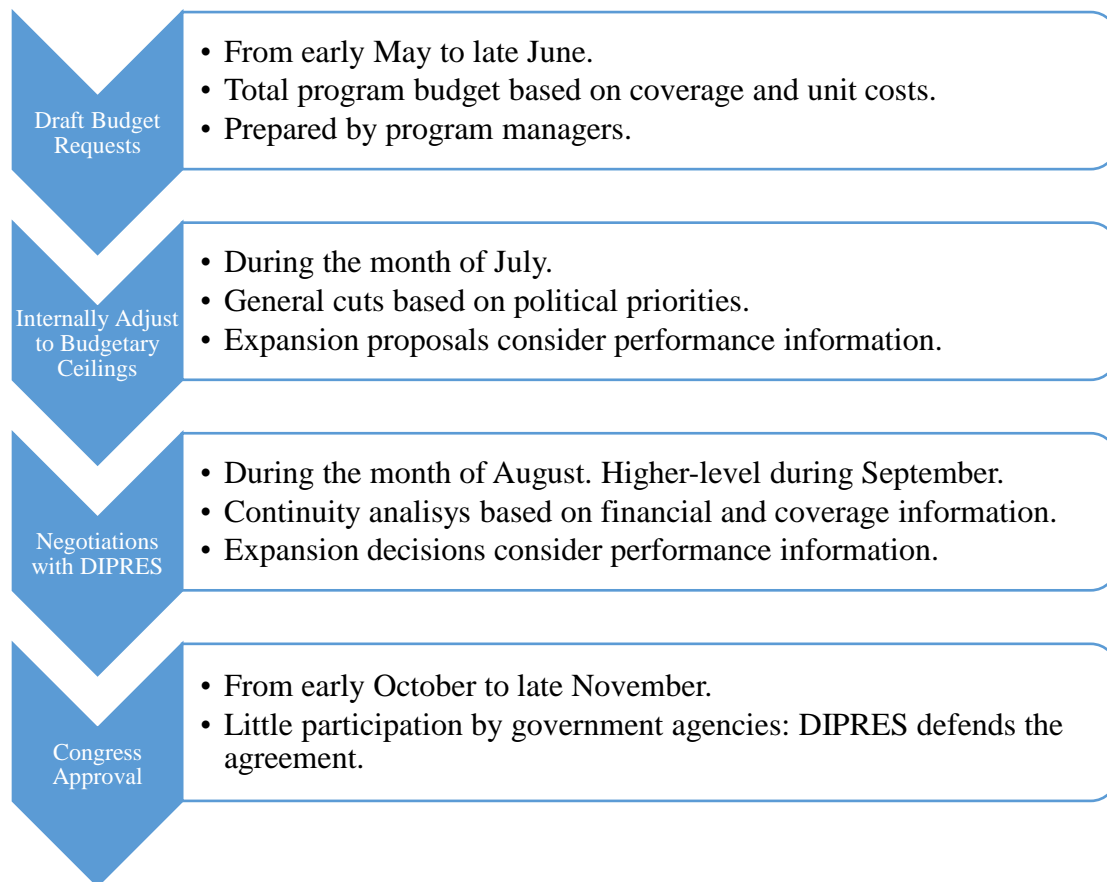 Draft Budget
Requests
• From early May to late June.
• Total program budget based on coverage and unit costs.
• Prepared by program managers.
Internally Adjust
to Budgetary
Ceilings
• During the month of July.
• General cuts based on political priorities.
• Expansion proposals consider performance information.
Negotiations
with DIPRES
• During the month of August. Higher-level during September.
• Continuity analisys based on financial and coverage information.
• Expansion decisions consider performance information.
Congress
Approval
• From early October to late November.
• Little participation by government agencies: DIPRES defends the
agreement.